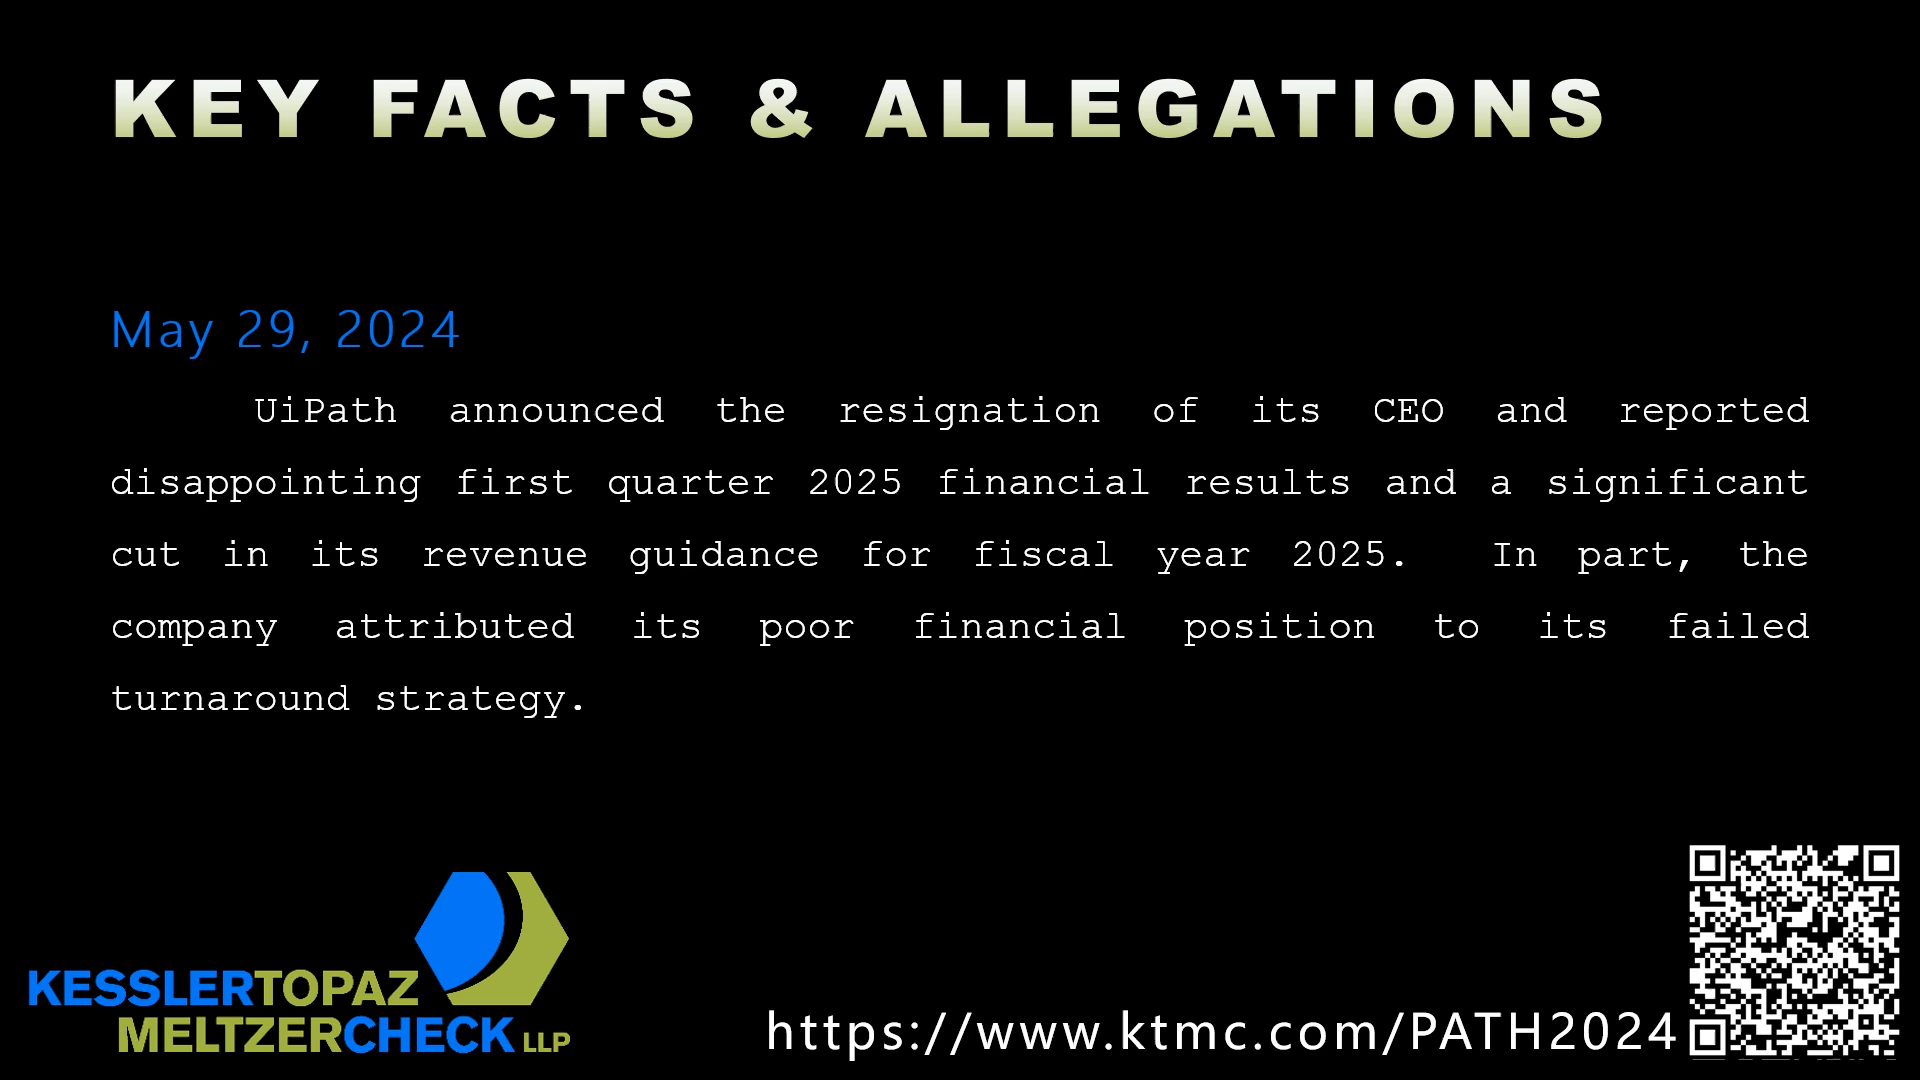 KEY FACTS & ALLEGATIONS
May 29, 2024
UiPath announced the resignation of its CEO and reported
disappointing first quarter 2025 financial results and a significant
cut in its revenue guidance for fiscal year 2025. In part, the
company attributed its poor financial position to its failed
turnaround strategy.
KESSLERTOPAZ
MELTZERCHECK LLP
https://www.ktmc.com/PATH2024